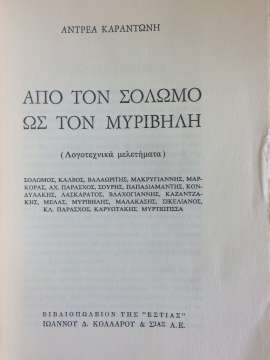 ΑΝΤΡΕΑ ΚΑΡΑΝΤΩΝΗ
ΑΠΟ ΤΟΝ ΣΟΛΩΜΟ
ΩΣ ΤΟΝ ΜΥΡΙΒΗΛΗ
(Λογοτεχνικά μελετήματα)
ΣΟΛΩΜΟΣ, ΚΑΛΒΟΣ, ΒΑΛΑΩΡΙΤΗΣ, ΜΑΚΡΥΓΙΑΝΝΗΣ, ΜΑΡ-
ΚΟΡΑΣ, ΑΧ. ΠΑΡΑΣΧΟΣ, ΣΟΥΡΗΣ, ΠΑΠΑΔΙΑΜΑΝΤΗΣ, ΚΟΝ-
ΔΥΛΑΚΗΣ, ΛΑΣΚΑΡΑΤΟΣ, ΒΛΑΧΟΓΙΑΝΝΗΣ, ΚΑΖΑΝΤΖΑ-
ΚΗΣ, ΜΕΛΑΣ, ΜΥΡΙΒΗΛΗΣ, ΜΑΛΑΚΑΣΗΣ, ΣΙΚΕΛΙΑΝΟΣ,
ΚΛ. ΠΑΡΑΣΧΟΣ, ΚΑΡΥΩΤΑΚΗΣ, ΜΥΡΤΙΩΤΙΣΣΑ
ΒΙΒΛΙΟΠΩΛΕΙΟΝ ΤΗΣ "ΕΣΤΙΑΣ"
ΙΩΑΝΝΟΥ Δ. ΚΟΛΛΑΡΟΥ & ΣΙΑΣ Α.Ε.